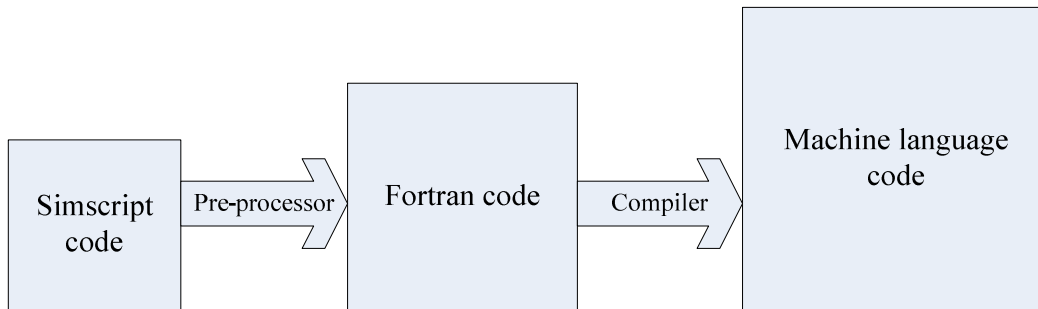 Simscript
code
Pre-processor
Fortran code
Compiler
Machine language
code